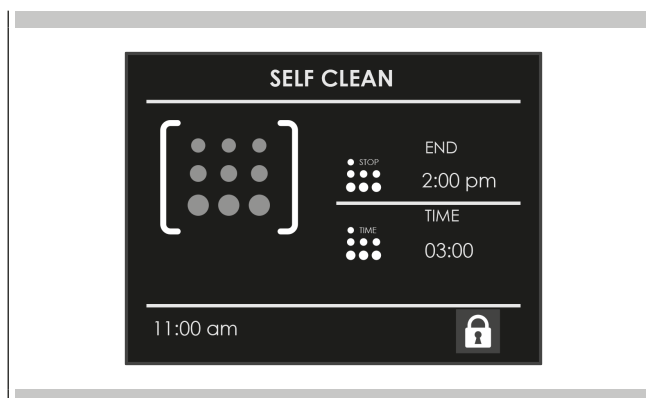 SELF CLEAN
STOP
END
2:00 pm
TIME
TIME
03:00
11:00 am